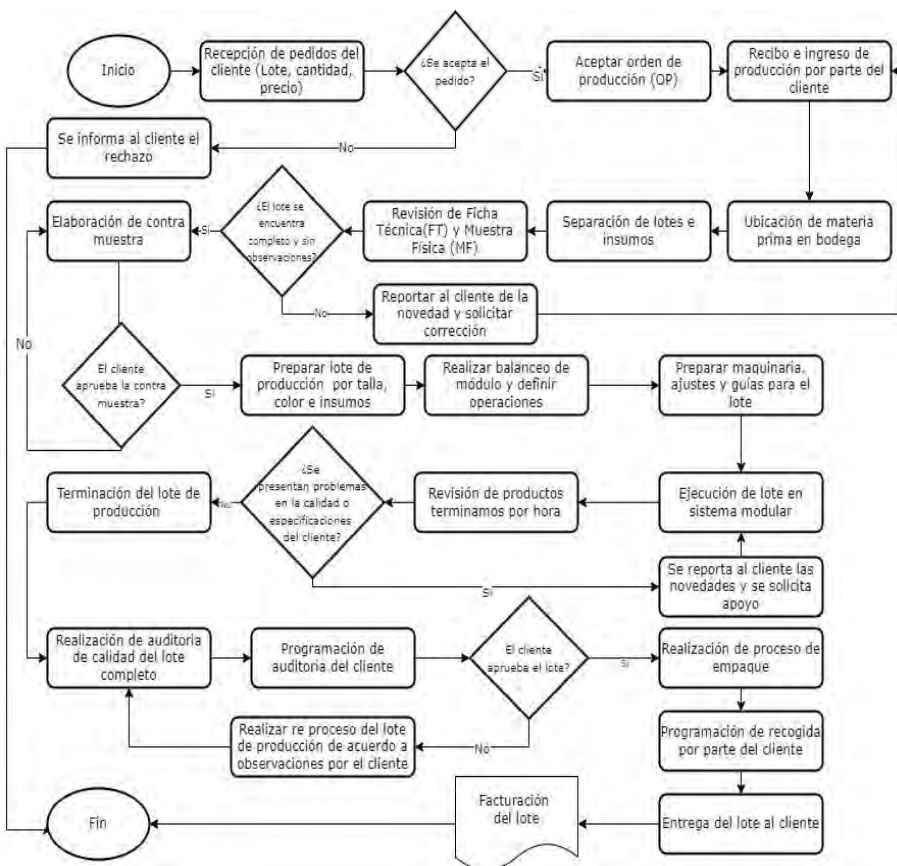 Inicio
Recepción de pedidos del
cliente (Lote, cantidad,
precio)
¿Se acepta el
pedido?
Si
Aceptar orden de
producción (OP)
Recibo e ingreso de
producción por parte del
cliente
No
Se informa al cliente el
rechazo
Elaboración de contra
muestra
Si
¿El lote se
encuentra
completo y sin
observaciones?
Revisión de Ficha
Técnica(FT) y Muestra
Física (MF)
Separación de lotes e
insumos
Ubicación de materia
prima en bodega
No
Reportar al cliente de la
novedad y solicitar
corrección
No
El cliente
aprueba la contra
muestra?
Si
Preparar lote de
producción por talla,
color e insumos
Realizar balanceo de
módulo y definir
operaciones
Preparar maquinaria,
ajustes y guías para el
lote
Terminación del lote de
producción
No
¿Se
presentan problemas
en la calidad o
especificaciones
del cliente?
Revisión de productos
terminamos por hora
Ejecución de lote en
sistema modular
Si
Se reporta al cliente las
novedades y se solicita
apoyo
Realización de auditoria
de calidad del lote
completo
Programación de
auditoria del cliente
El cliente
aprueba el lote?
Si
Realización de proceso de
empaque
No
Realizar re proceso del lote
de producción de acuerdo a
observaciones por el cliente
Programación de recogida
por parte del cliente
Fin
Facturación
del lote
Entrega del lote al cliente